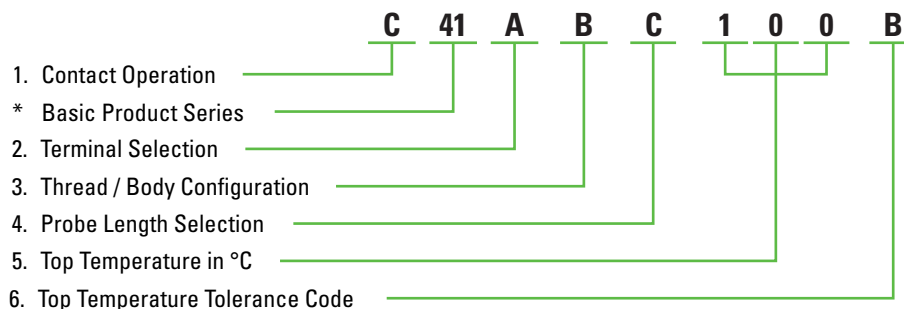 C 41 A B C 1 0 0 B
1. Contact Operation
* Basic Product Series
2. Terminal Selection
3. Thread / Body Configuration
4. Probe Length Selection
5. Top Temperature in °C
6. Top Temperature Tolerance Code